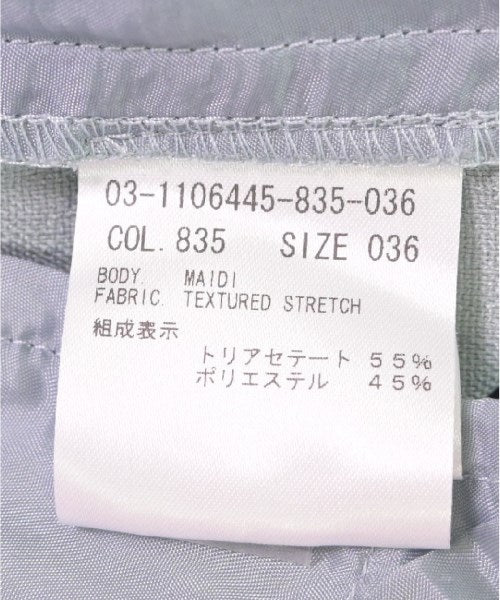 03-1106445-835-036
COL. 835 SIZE 036
BODY. MAIDI
FABRIC. TEXTURED STRETCH
組成表示
トリアセテート 55%
ポリエステル 45%